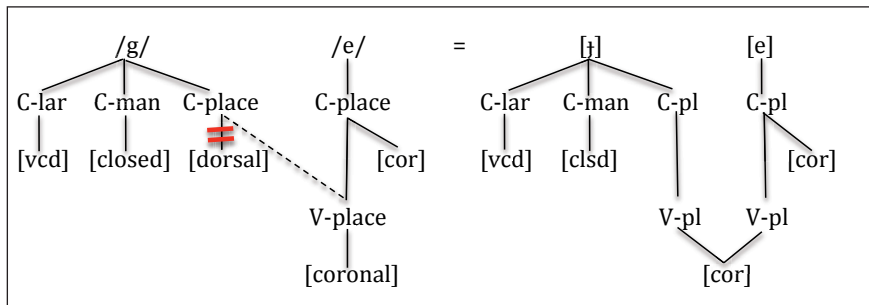 /g/ /e/ = [ɟ] [e]
C-lar C-man C-place C-place C-lar C-man C-pl C-pl
[vcd] [closed] [dorsal] [cor] [vcd] [clsd] [cor]
V-place V-pl V-pl
[coronal] [cor]